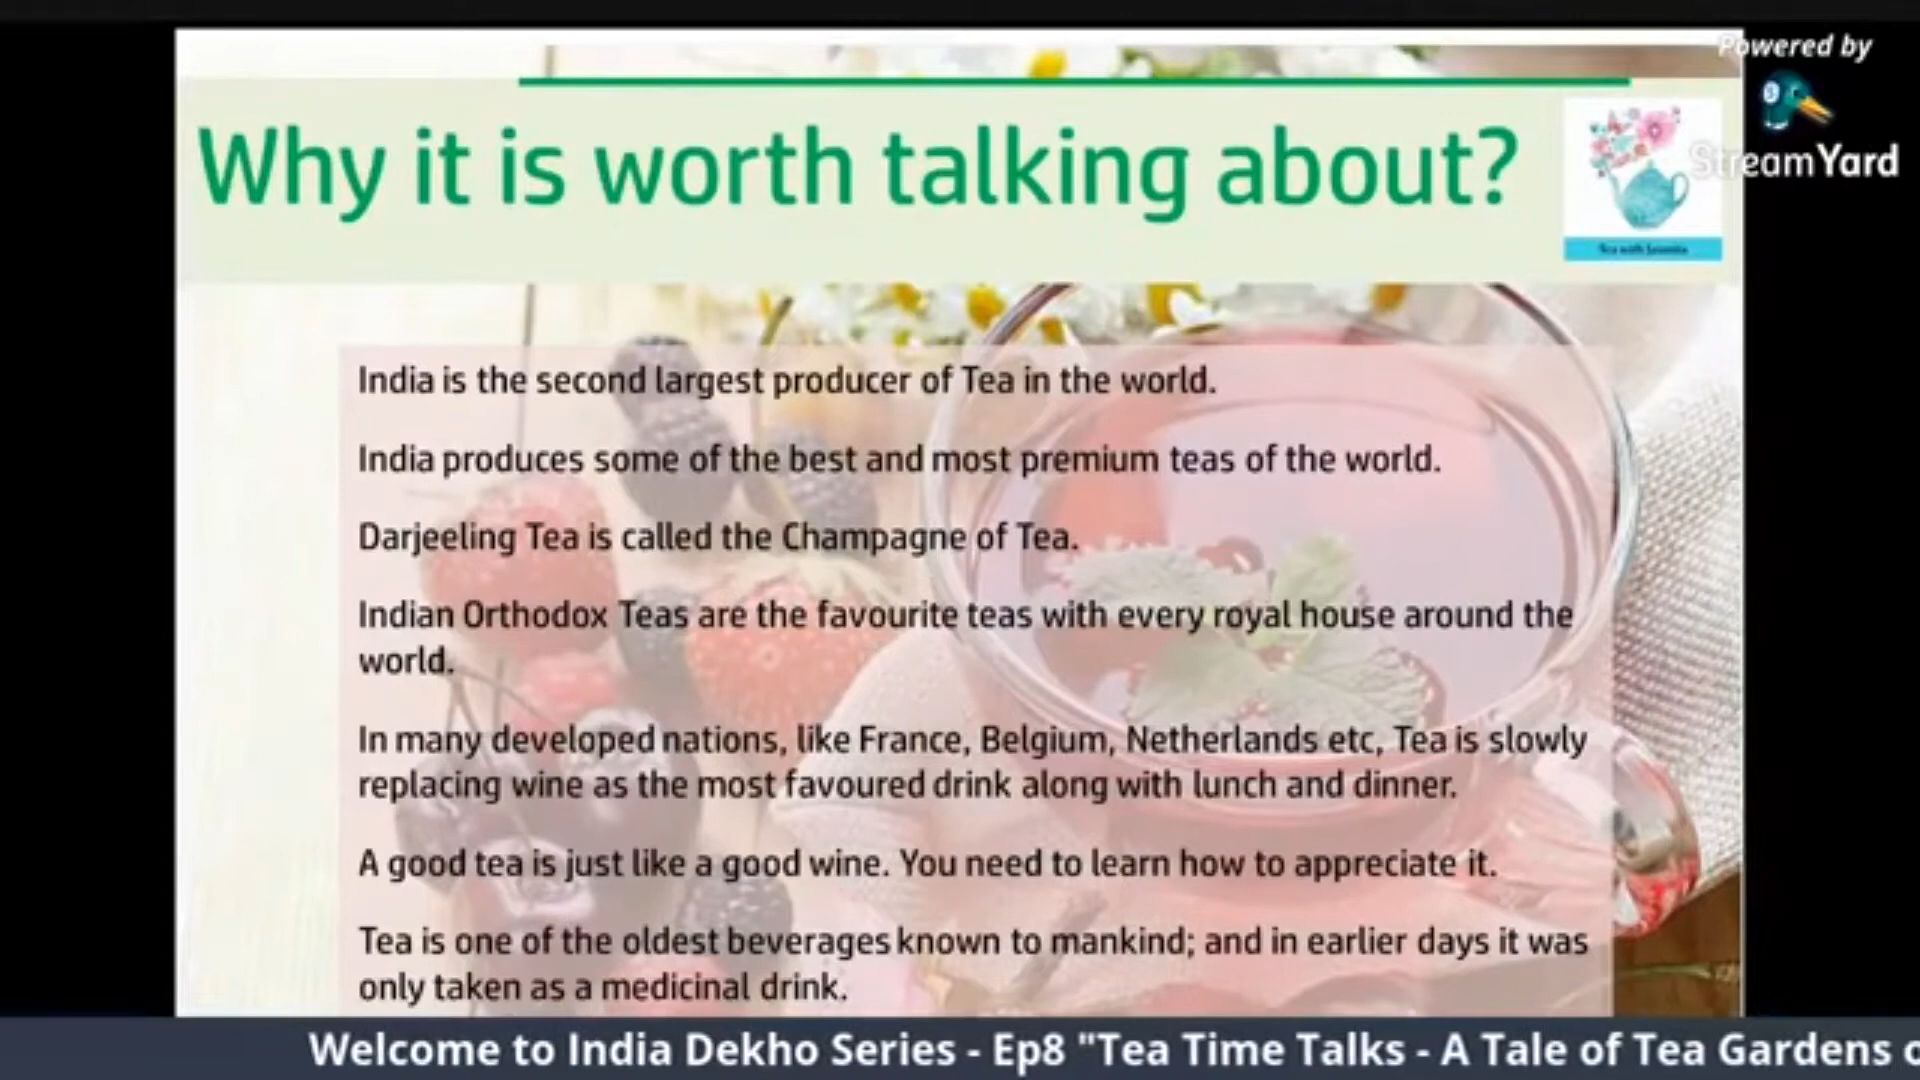 Powered by
StreamYard
Why it is worth talking about?
India is the second largest producer of Tea in the world.
India produces some of the best and most premium teas of the world.
Darjeeling Tea is called the Champagne of Tea.
Indian Orthodox Teas are the favourite teas with every royal house around the
world.
In many developed nations, like France, Belgium, Netherlands etc, Tea is slowly
replacing wine as the most favoured drink along with lunch and dinner.
A good tea is just like a good wine. You need to learn how to appreciate it.
Tea is one of the oldest beverages known to mankind; and in earlier days it was
only taken as a medicinal drink.
Welcome to India Dekho Series - Ep8 "Tea Time Talks - A Tale of Tea Gardens